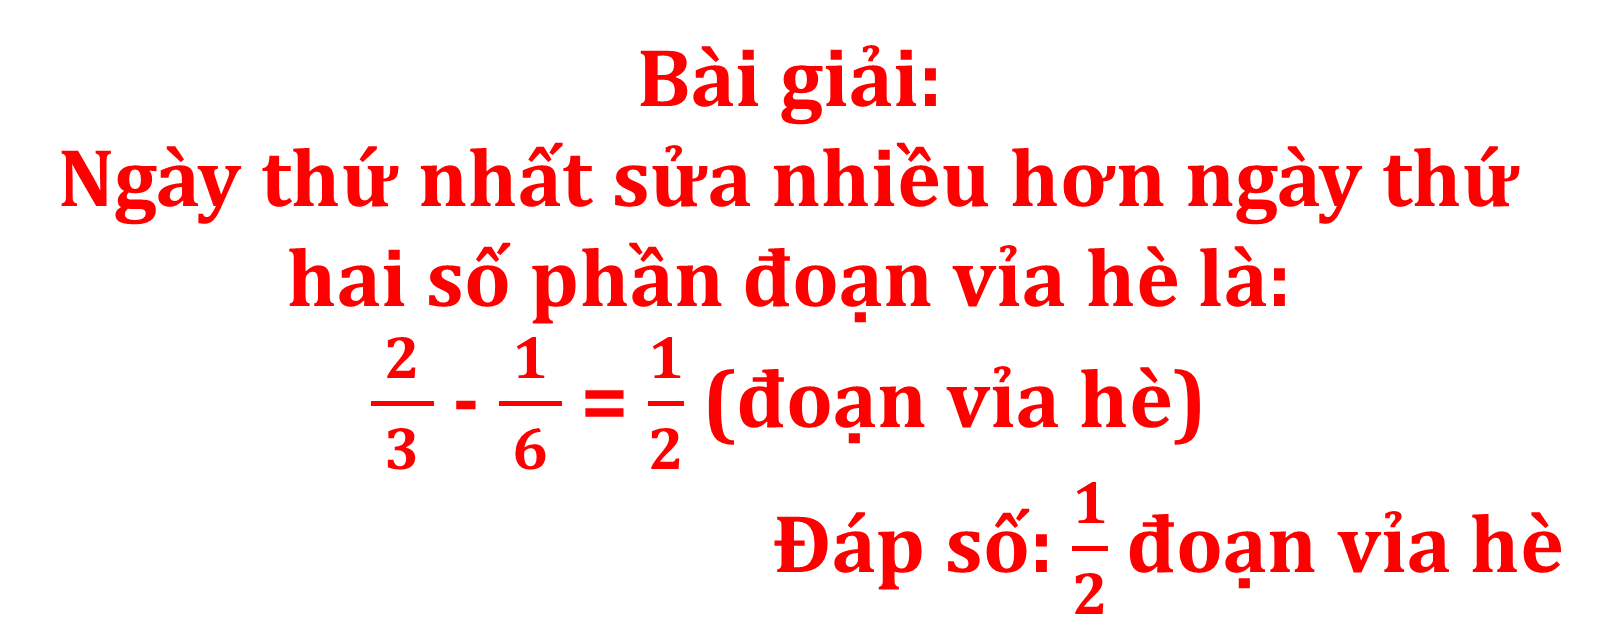 Bài giải:
Ngày thứ nhất sửa nhiều hơn ngày thứ
hai số phần đoạn vỉa hè là:
2/3 - 1/6 = 1/2 (đoạn vỉa hè)
Đáp số: 1/2 đoạn vỉa hè